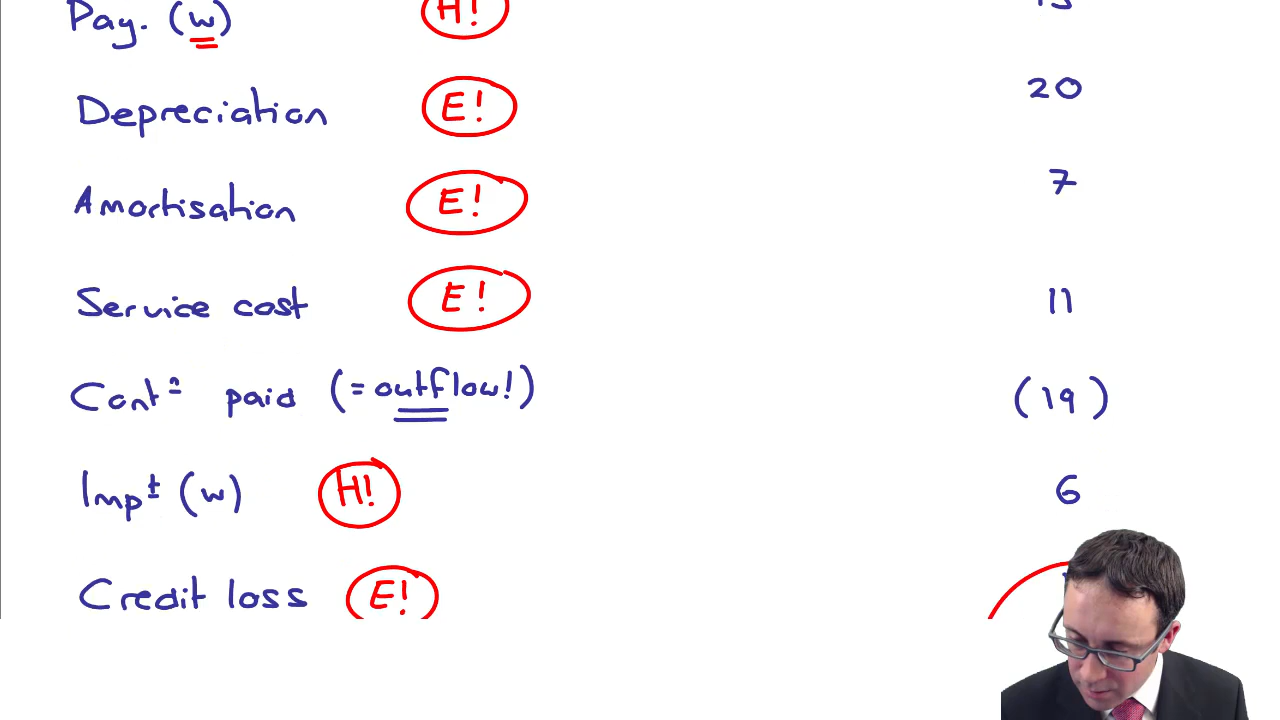 Pay. (w) H!
Depreciation E! 20
Amortisation E! 7
Service cost E! 11
Contⁿ paid (= outflow!) (19)
Impᵗ (w) H! 6
Credit loss E!